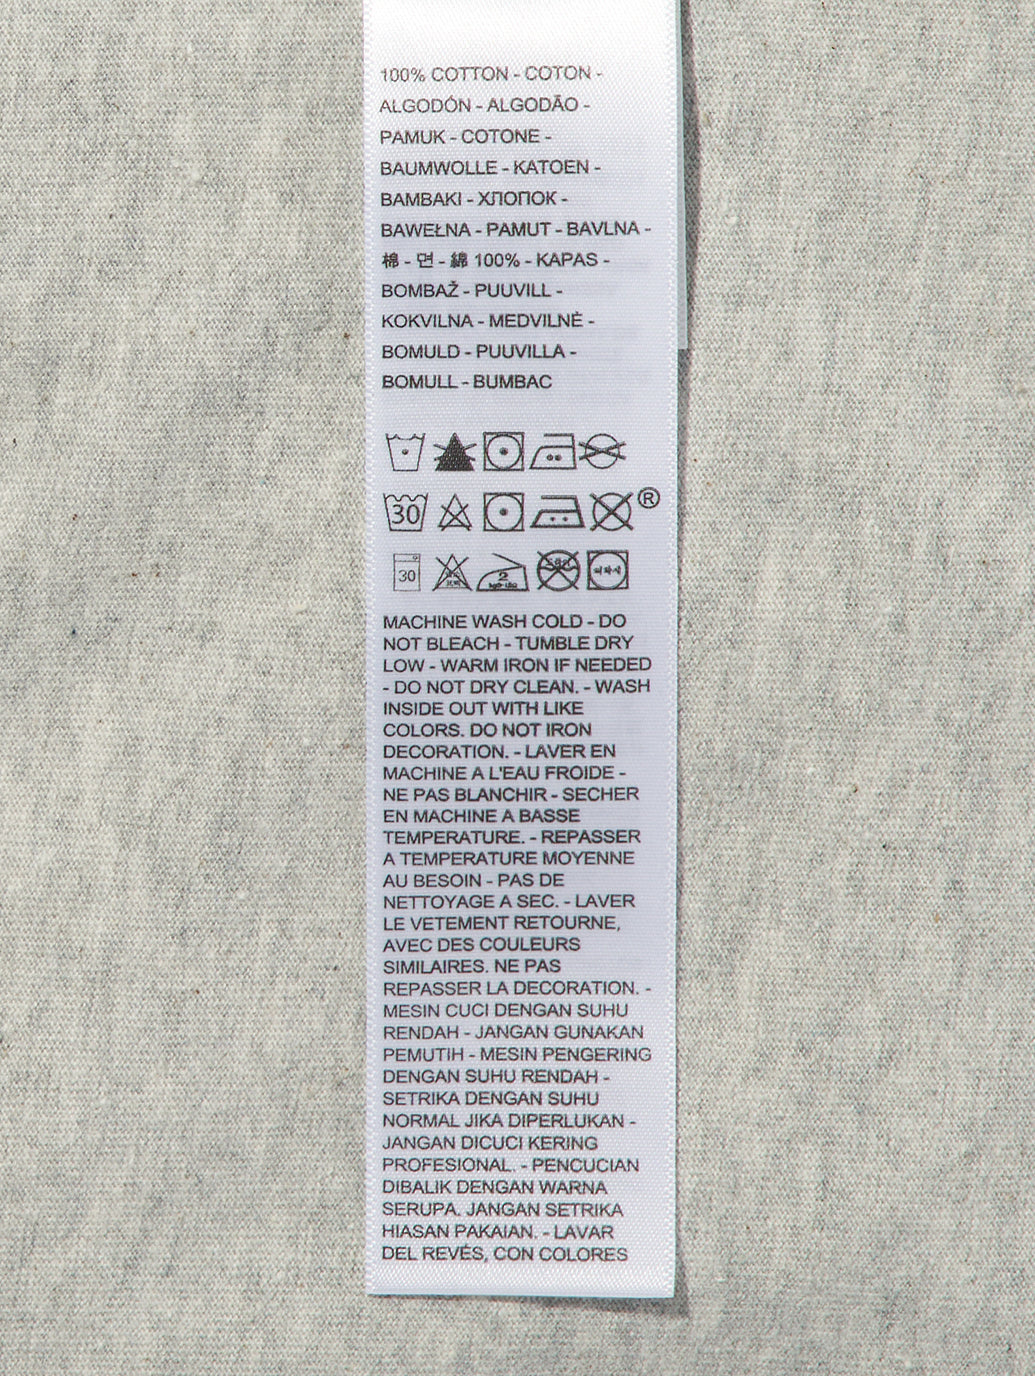 100% COTTON - COTON -
ALGODÓN - ALGODÃO -
PAMUK - COTONE -
BAUMWOLLE - KATOEN -
BAMBAKI - ХЛОПОК -
BAWEŁNA - PAMUT - BAVLNA -
棉 - 면 - 綿 100% - KAPAS -
BOMBAŽ - PUUVILL -
KOKVILNA - MEDVILNĖ -
BOMULD - PUUVILLA -
BOMULL - BUMBAC
30 ®
30 2
MACHINE WASH COLD - DO
NOT BLEACH - TUMBLE DRY
LOW - WARM IRON IF NEEDED
- DO NOT DRY CLEAN. - WASH
INSIDE OUT WITH LIKE
COLORS. DO NOT IRON
DECORATION. - LAVER EN
MACHINE A L'EAU FROIDE -
NE PAS BLANCHIR - SECHER
EN MACHINE A BASSE
TEMPERATURE. - REPASSER
A TEMPERATURE MOYENNE
AU BESOIN - PAS DE
NETTOYAGE A SEC. - LAVER
LE VETEMENT RETOURNE,
AVEC DES COULEURS
SIMILAIRES. NE PAS
REPASSER LA DECORATION. -
MESIN CUCI DENGAN SUHU
RENDAH - JANGAN GUNAKAN
PEMUTIH - MESIN PENGERING
DENGAN SUHU RENDAH -
SETRIKA DENGAN SUHU
NORMAL JIKA DIPERLUKAN -
JANGAN DICUCI KERING
PROFESIONAL. - PENCUCIAN
DIBALIK DENGAN WARNA
SERUPA. JANGAN SETRIKA
HIASAN PAKAIAN. - LAVAR
DEL REVÉS, CON COLORES